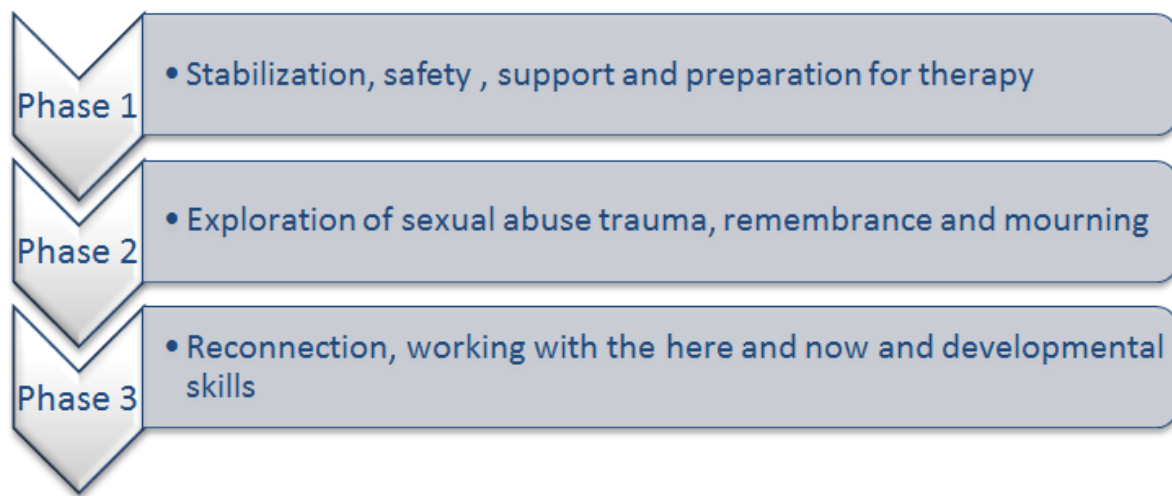 Phase 1
• Stabilization, safety , support and preparation for therapy
Phase 2
• Exploration of sexual abuse trauma, remembrance and mourning
Phase 3
• Reconnection, working with the here and now and developmental
skills